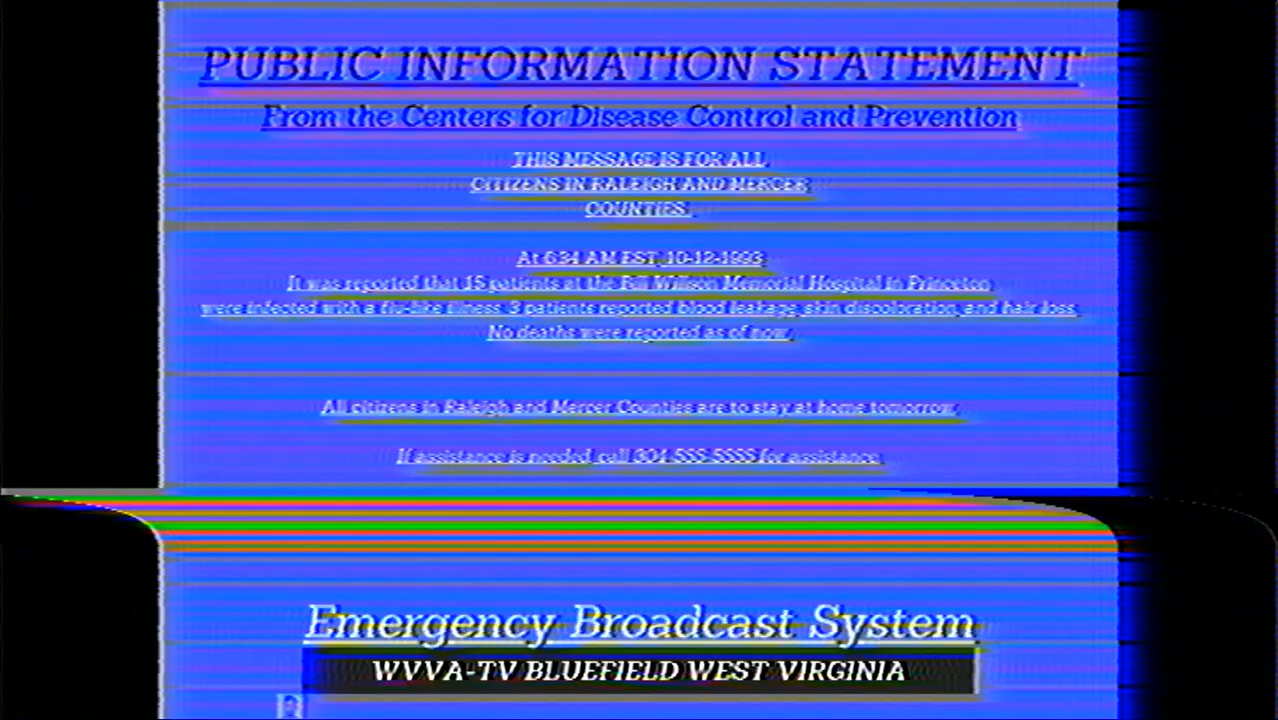 PUBLIC INFORMATION STATEMENT
From the Centers for Disease Control and Prevention
THIS MESSAGE IS FOR ALL
CITIZENS IN RALEIGH AND MERCER
COUNTIES.
At 6:34 AM EST, 10-12-1993,
It was reported that 15 patients at the Bill Willson Memorial Hospital in Princeton
were infected with a flu-like illness. 3 patients reported blood leakage, skin discoloration, and hair loss.
No deaths were reported as of now.
All citizens in Raleigh and Mercer Counties are to stay at home tomorrow.
If assistance is needed, call 304-555-5555 for assistance.
Emergency Broadcast System
WVVA-TV BLUEFIELD WEST VIRGINIA